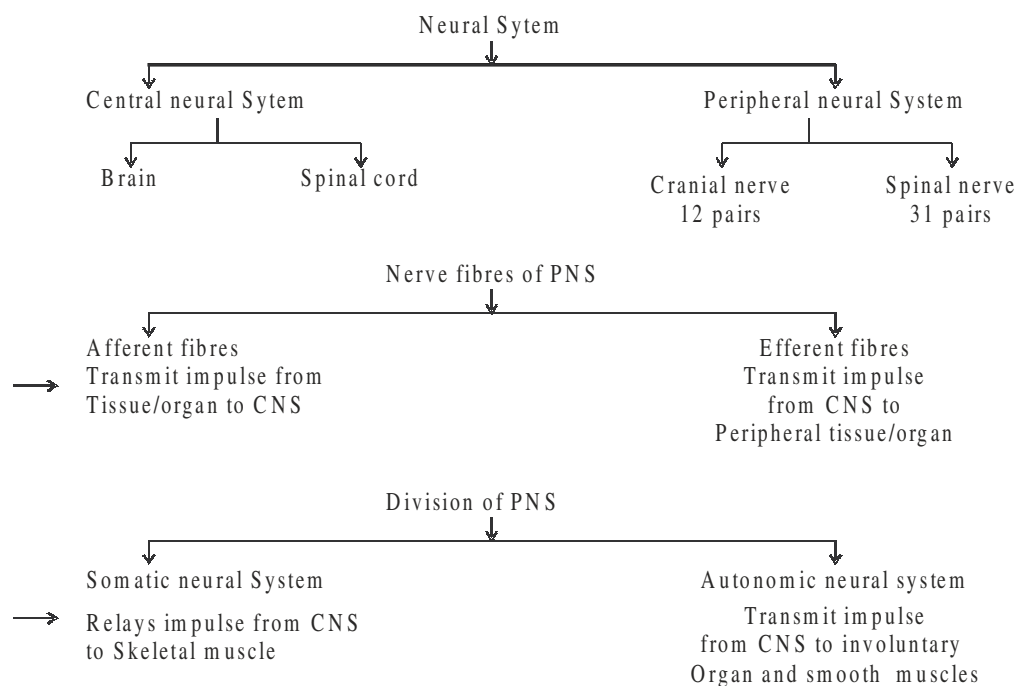 Neural Sytem
Central neural Sytem
Peripheral neural System
Brain
Spinal cord
Cranial nerve
12 pairs
Spinal nerve
31 pairs
Nerve fibres of PNS
Afferent fibres
Transmit impulse from
Tissue/organ to CNS
Efferent fibres
Transmit impulse
from CNS to
Peripheral tissue/organ
Division of PNS
Somatic neural System
Relays impulse from CNS
to Skeletal muscle
Autonomic neural system
Transmit impulse
from CNS to involuntary
Organ and smooth muscles